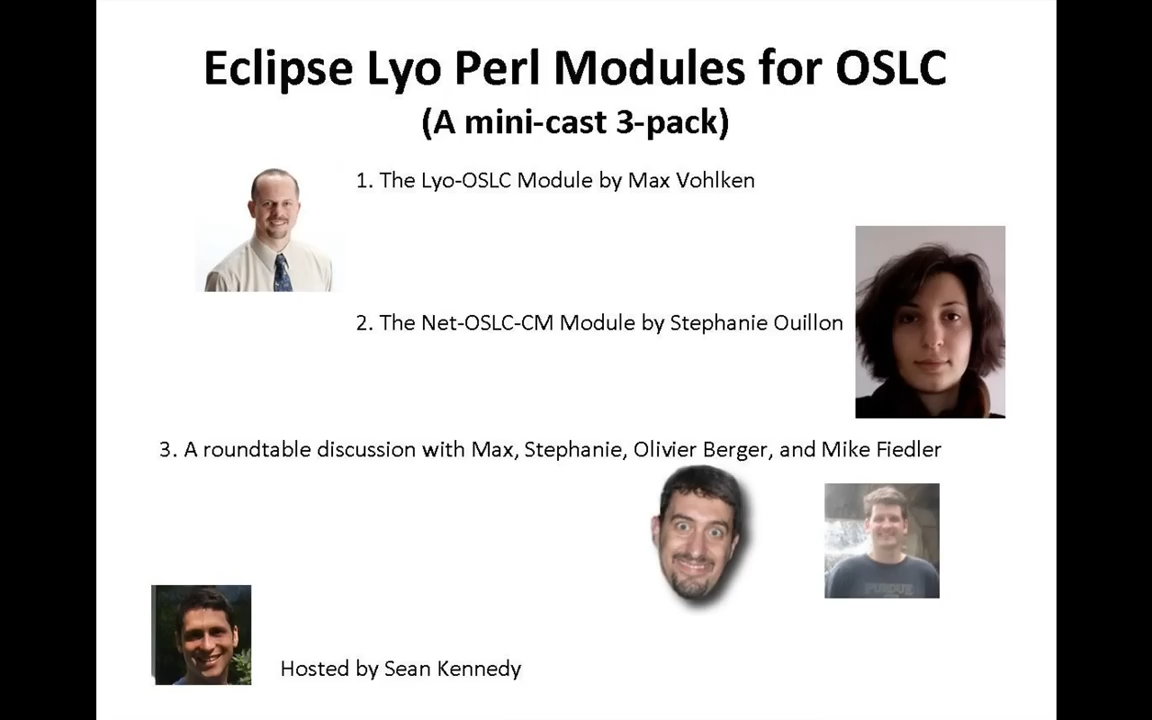 Eclipse Lyo Perl Modules for OSLC
(A mini-cast 3-pack)
1. The Lyo-OSLC Module by Max Vohlken
2. The Net-OSLC-CM Module by Stephanie Ouillon
3. A roundtable discussion with Max, Stephanie, Olivier Berger, and Mike Fiedler
PURDUE
Hosted by Sean Kennedy